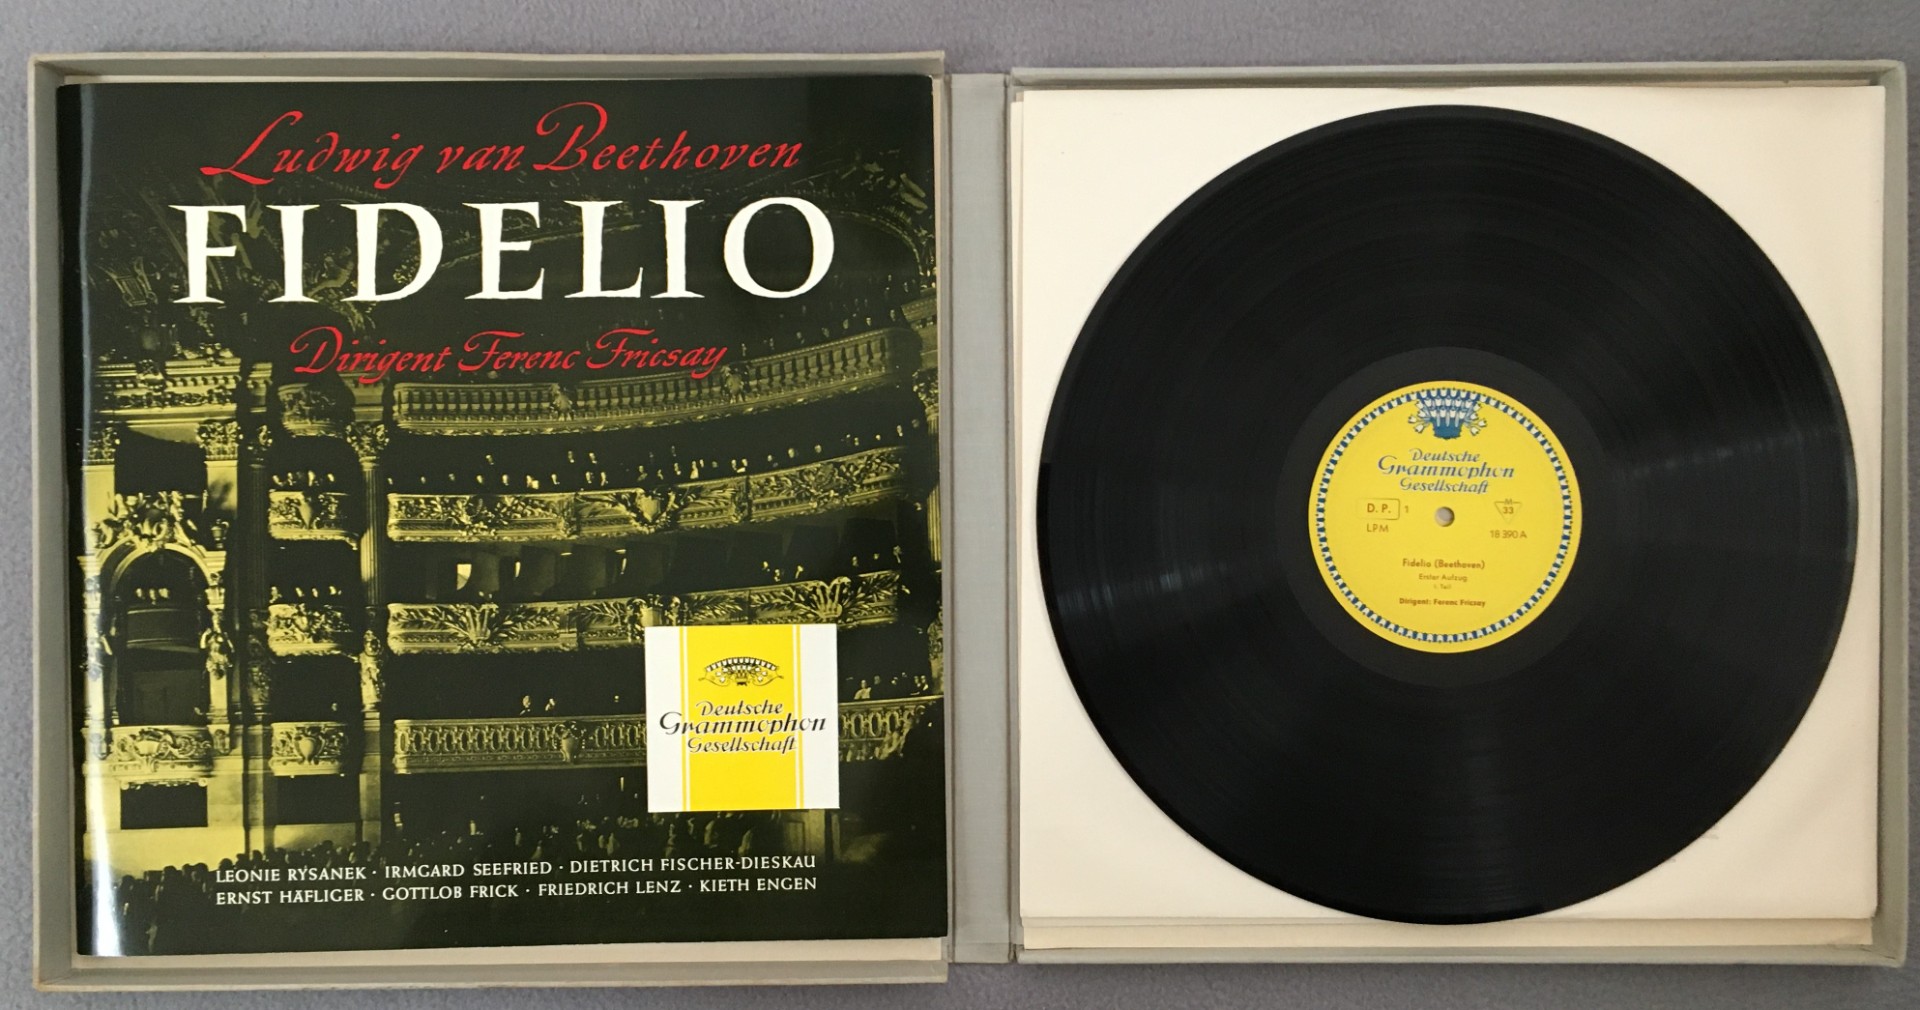 Ludwig van Beethoven
FIDELIO
Dirigent Ferenc Fricsay
Deutsche
Grammophon
Gesellschaft
LEONIE RYSANEK · IRMGARD SEEFRIED · DIETRICH FISCHER-DIESKAU
ERNST HÄFLIGER · GOTTLOB FRICK · FRIEDRICH LENZ · KIETH ENGEN
Deutsche
Grammophon
Gesellschaft
D. P. 1
M
33
LPM
18 390 A
Fidelio (Beethoven)
Erster Aufzug
1. Teil
Dirigent: Ferenc Fricsay